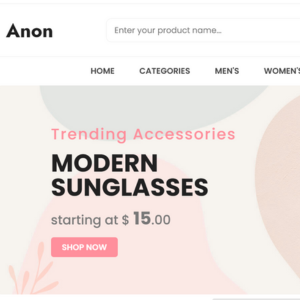 Anon
Enter your product name...
HOME CATEGORIES MEN'S WOMEN'S
Trending Accessories
MODERN
SUNGLASSES
starting at $ 15.00
SHOP NOW